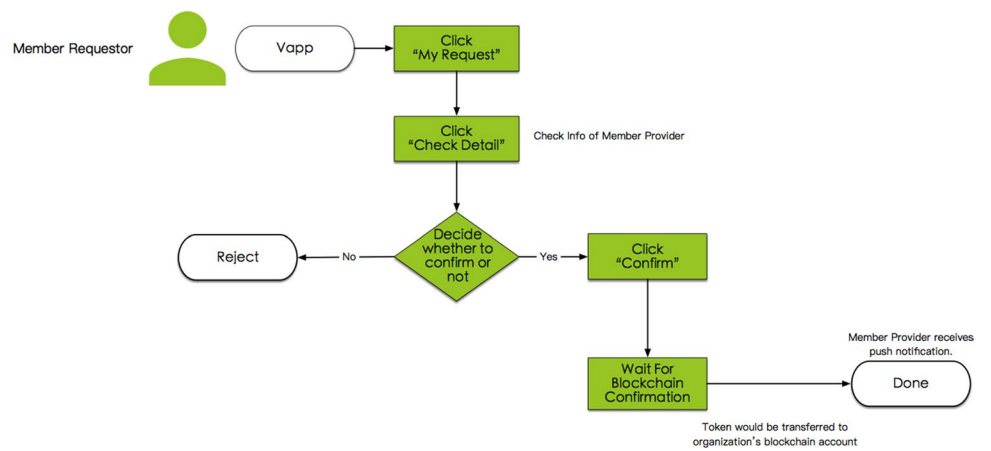 Member Requestor
Vapp
Click
“My Request”
Click
“Check Detail”
Check Info of Member Provider
Decide
whether to
confirm or
not
No
Reject
Yes
Click
“Confirm”
Wait For
Blockchain
Confirmation
Member Provider receives
push notification.
Done
Token would be transferred to
organization’s blockchain account